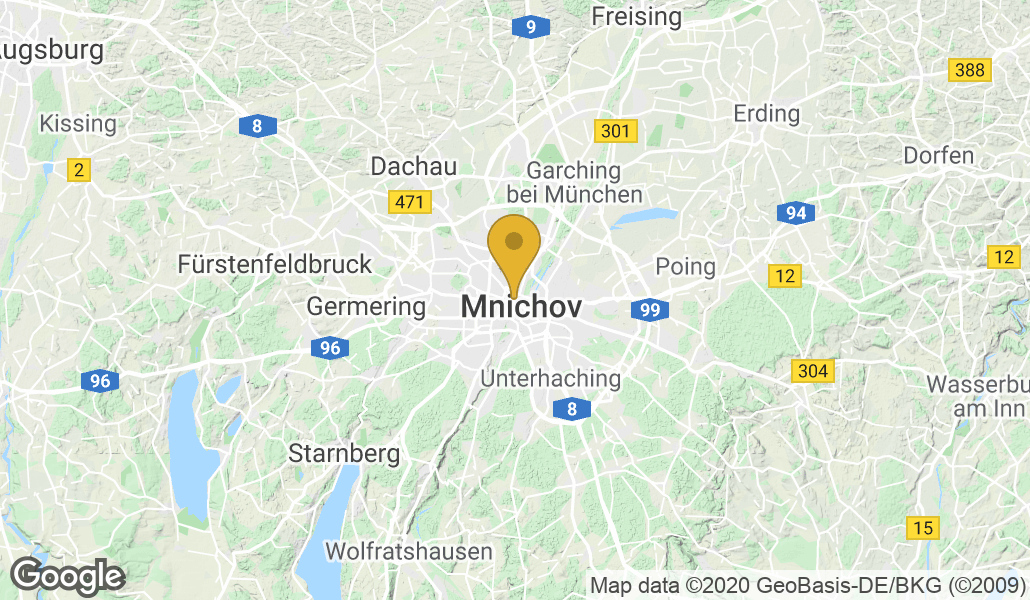 Freising
9
Augsburg
388
Kissing
8
301
Erding
Dachau
Garching
bei München
Dorfen
2
471
94
Fürstenfeldbruck
Poing
12
12
Germering
Mnichov
99
96
96
304
Unterhaching
Wasserbu
am Inn
8
Starnberg
15
Wolfratshausen
Google
Map data ©2020 GeoBasis-DE/BKG (©2009)